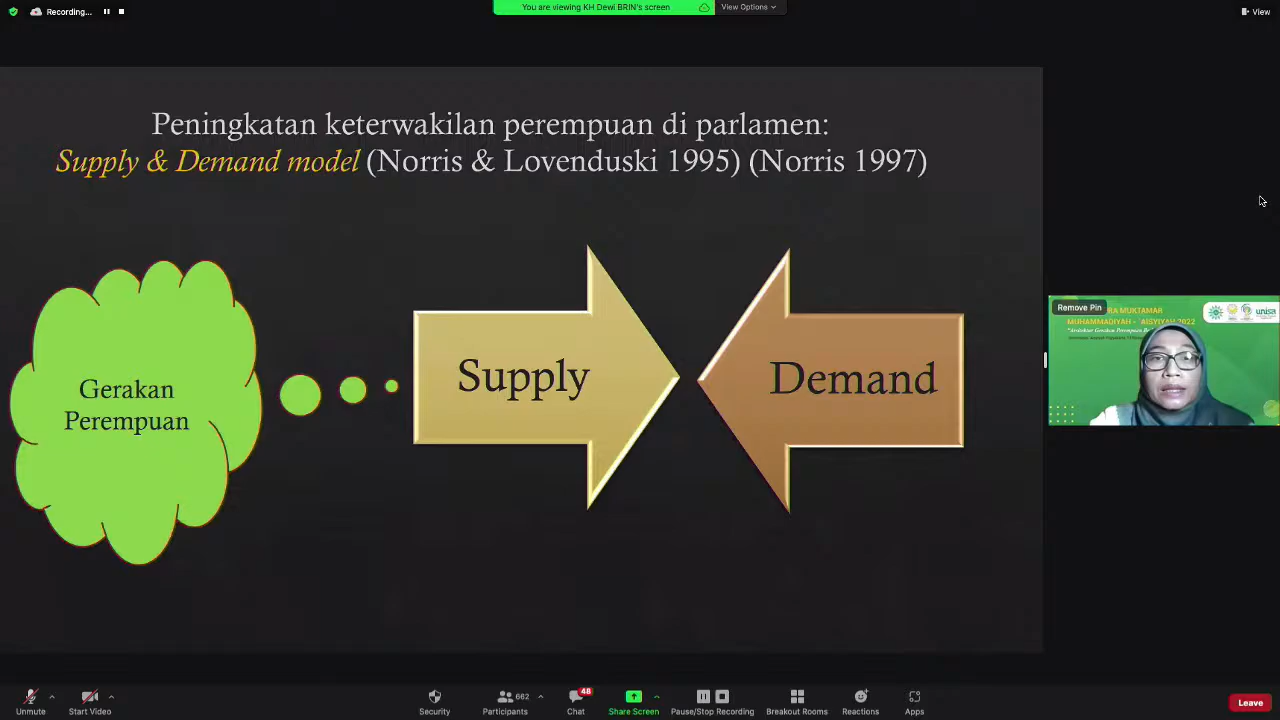 Recording...
You are viewing KH Dewi BRIN's screen
View Options
View
Peningkatan keterwakilan perempuan di parlamen:
Supply & Demand model (Norris & Lovenduski 1995) (Norris 1997)
Gerakan
Perempuan
Supply
Demand
Remove Pin
MUKTAMAR
MUHAMMADIYAH - 'AISYIYAH 2022
unisa
Unmute
Start Video
Security
662
Participants
48
Chat
Share Screen
Pause/Stop Recording
Breakout Rooms
Reactions
Apps
Leave